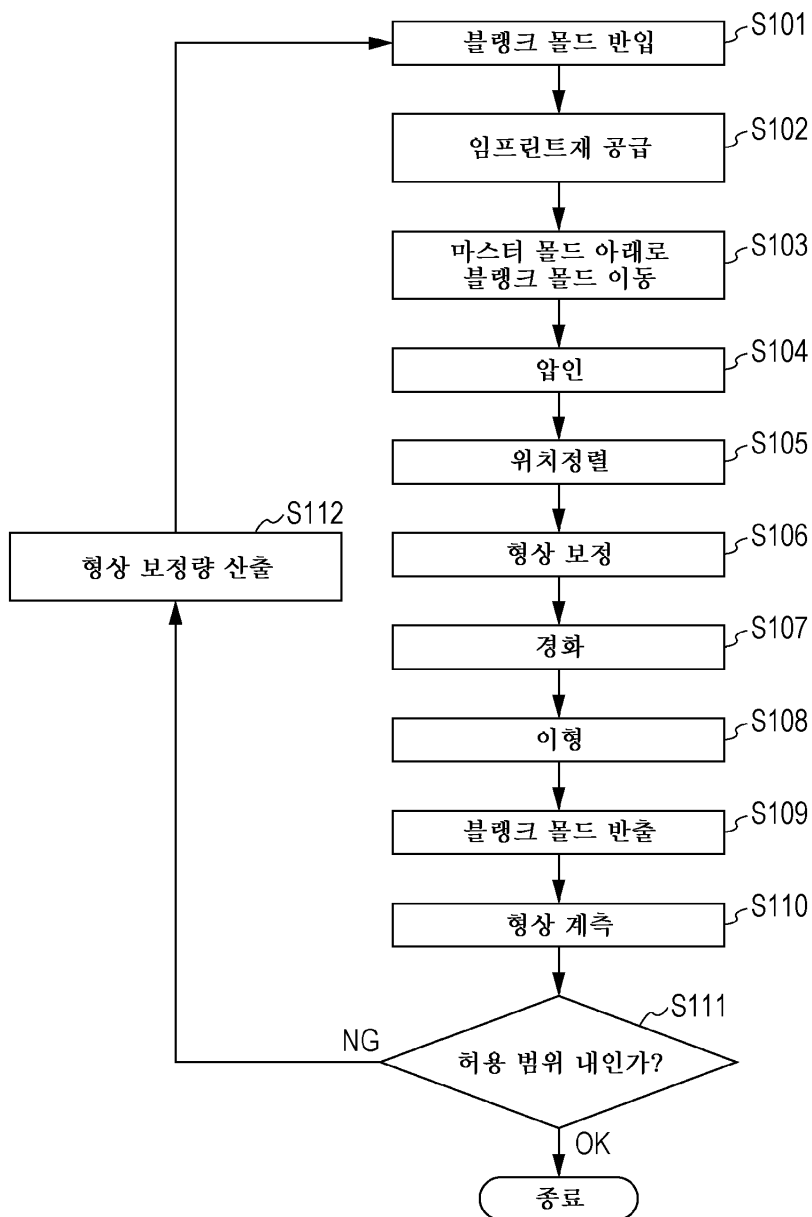 블랭크 몰드 반입
S101
임프린트재 공급
S102
마스터 몰드 아래로
블랭크 몰드 이동
S103
압인
S104
위치정렬
S105
형상 보정
S106
경화
S107
이형
S108
블랭크 몰드 반출
S109
형상 계측
S110
허용 범위 내인가?
S111
NG
OK
형상 보정량 산출
S112
종료